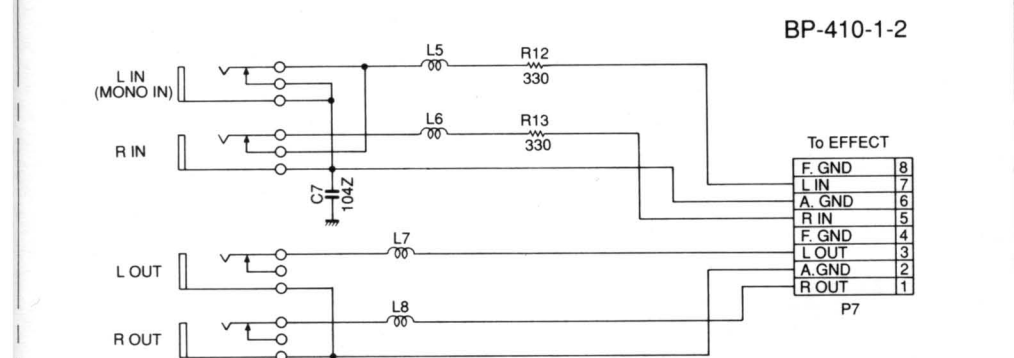 BP-410-1-2
L5
R12
330
L IN
(MONO IN)
L6
R13
330
R IN
C7
104Z
To EFFECT
F. GND 8
L IN 7
A. GND 6
R IN 5
F. GND 4
L OUT 3
A.GND 2
R OUT 1
P7
L7
L OUT
L8
R OUT